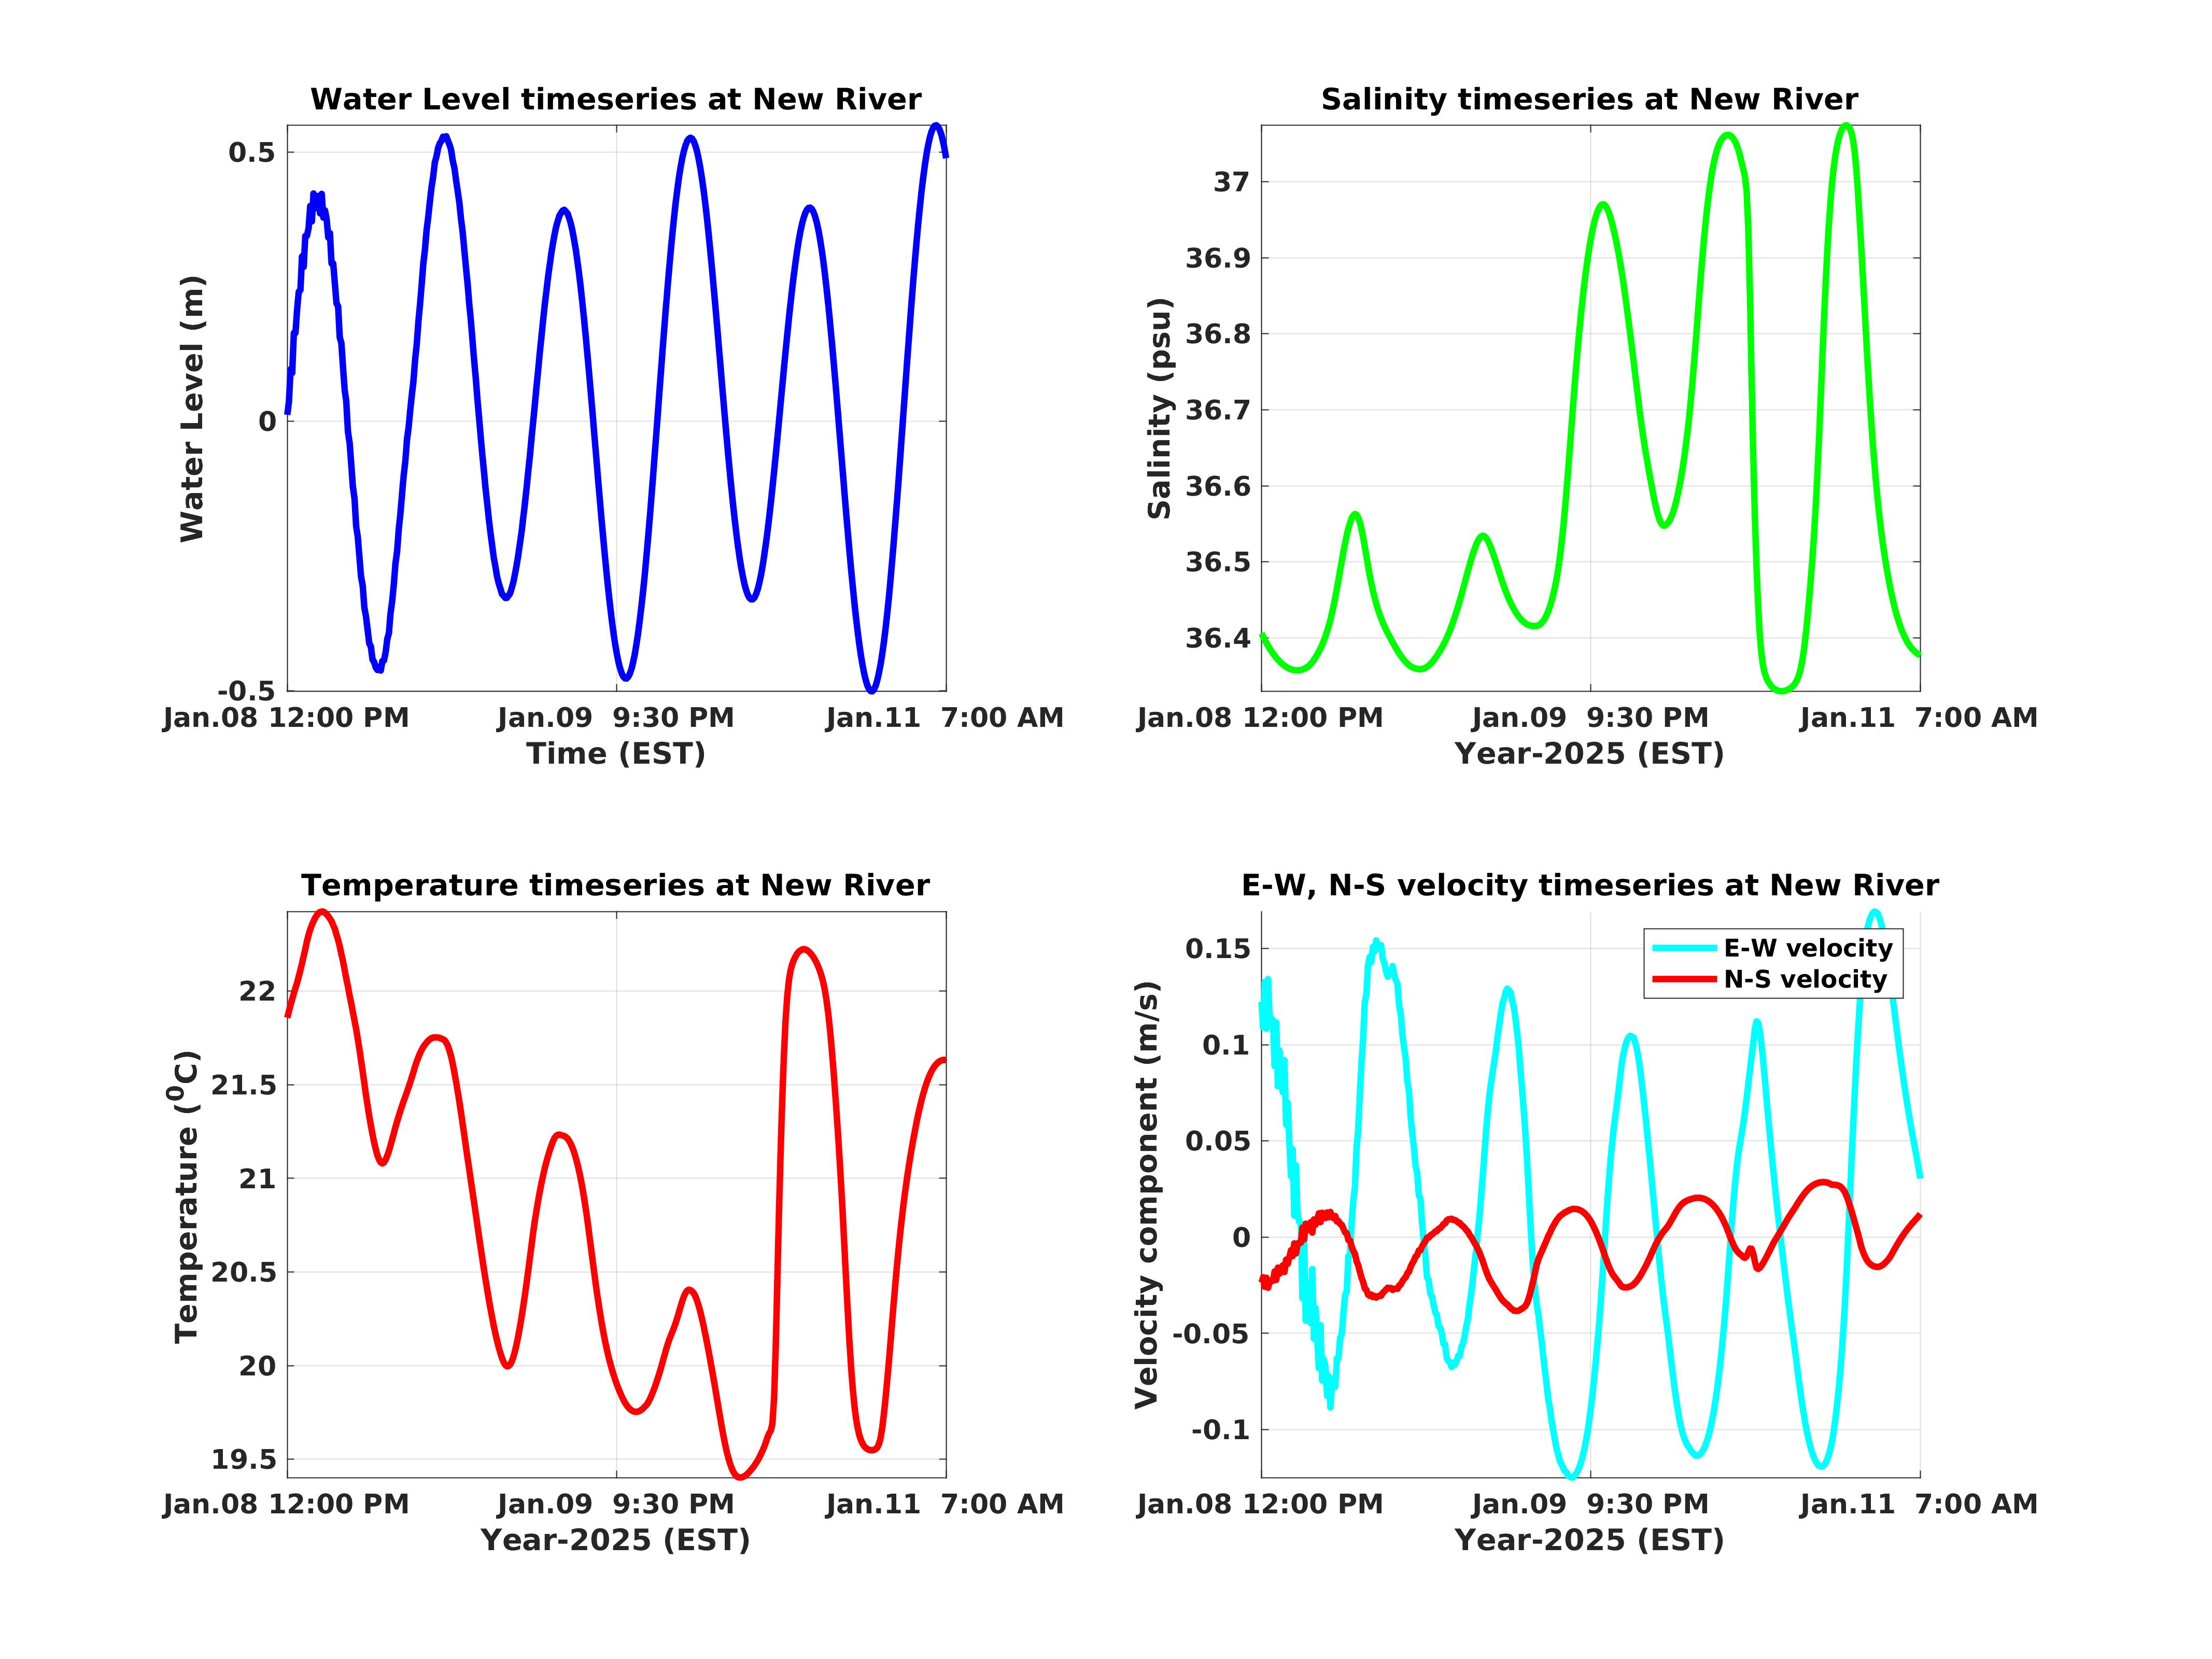 Water Level timeseries at New River
0.5
0
-0.5
Water Level (m)
Jan.08 12:00 PM
Jan.09  9:30 PM
Jan.11  7:00 AM
Time (EST)
Salinity timeseries at New River
37
36.9
36.8
36.7
36.6
36.5
36.4
Salinity (psu)
Jan.08 12:00 PM
Jan.09  9:30 PM
Jan.11  7:00 AM
Year-2025 (EST)
Temperature timeseries at New River
22
21.5
21
20.5
20
19.5
Temperature (⁰C)
Jan.08 12:00 PM
Jan.09  9:30 PM
Jan.11  7:00 AM
Year-2025 (EST)
E-W, N-S velocity timeseries at New River
E-W velocity
N-S velocity
0.15
0.1
0.05
0
-0.05
-0.1
Velocity component (m/s)
Jan.08 12:00 PM
Jan.09  9:30 PM
Jan.11  7:00 AM
Year-2025 (EST)